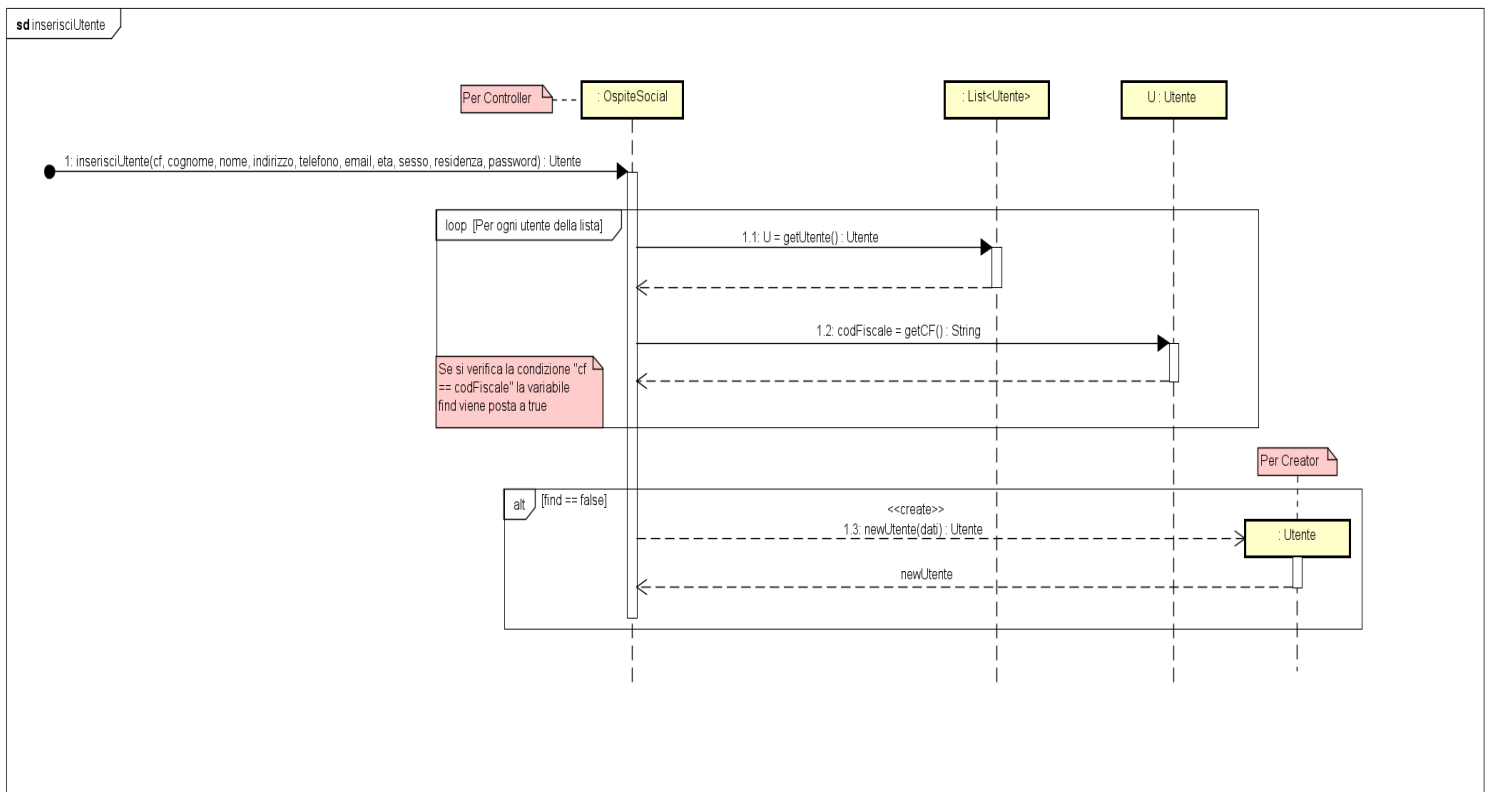 sd inserisciUtente
Per Controller
: OspiteSocial
: List<Utente>
U : Utente
1: inserisciUtente(cf, cognome, nome, indirizzo, telefono, email, eta, sesso, residenza, password) : Utente
loop [Per ogni utente della lista]
1.1: U = getUtente() : Utente
1.2: codFiscale = getCF() : String
Se si verifica la condizione "cf
== codFiscale" la variabile
find viene posta a true
Per Creator
alt [find == false]
<<create>>
1.3: newUtente(dati) : Utente
: Utente
newUtente